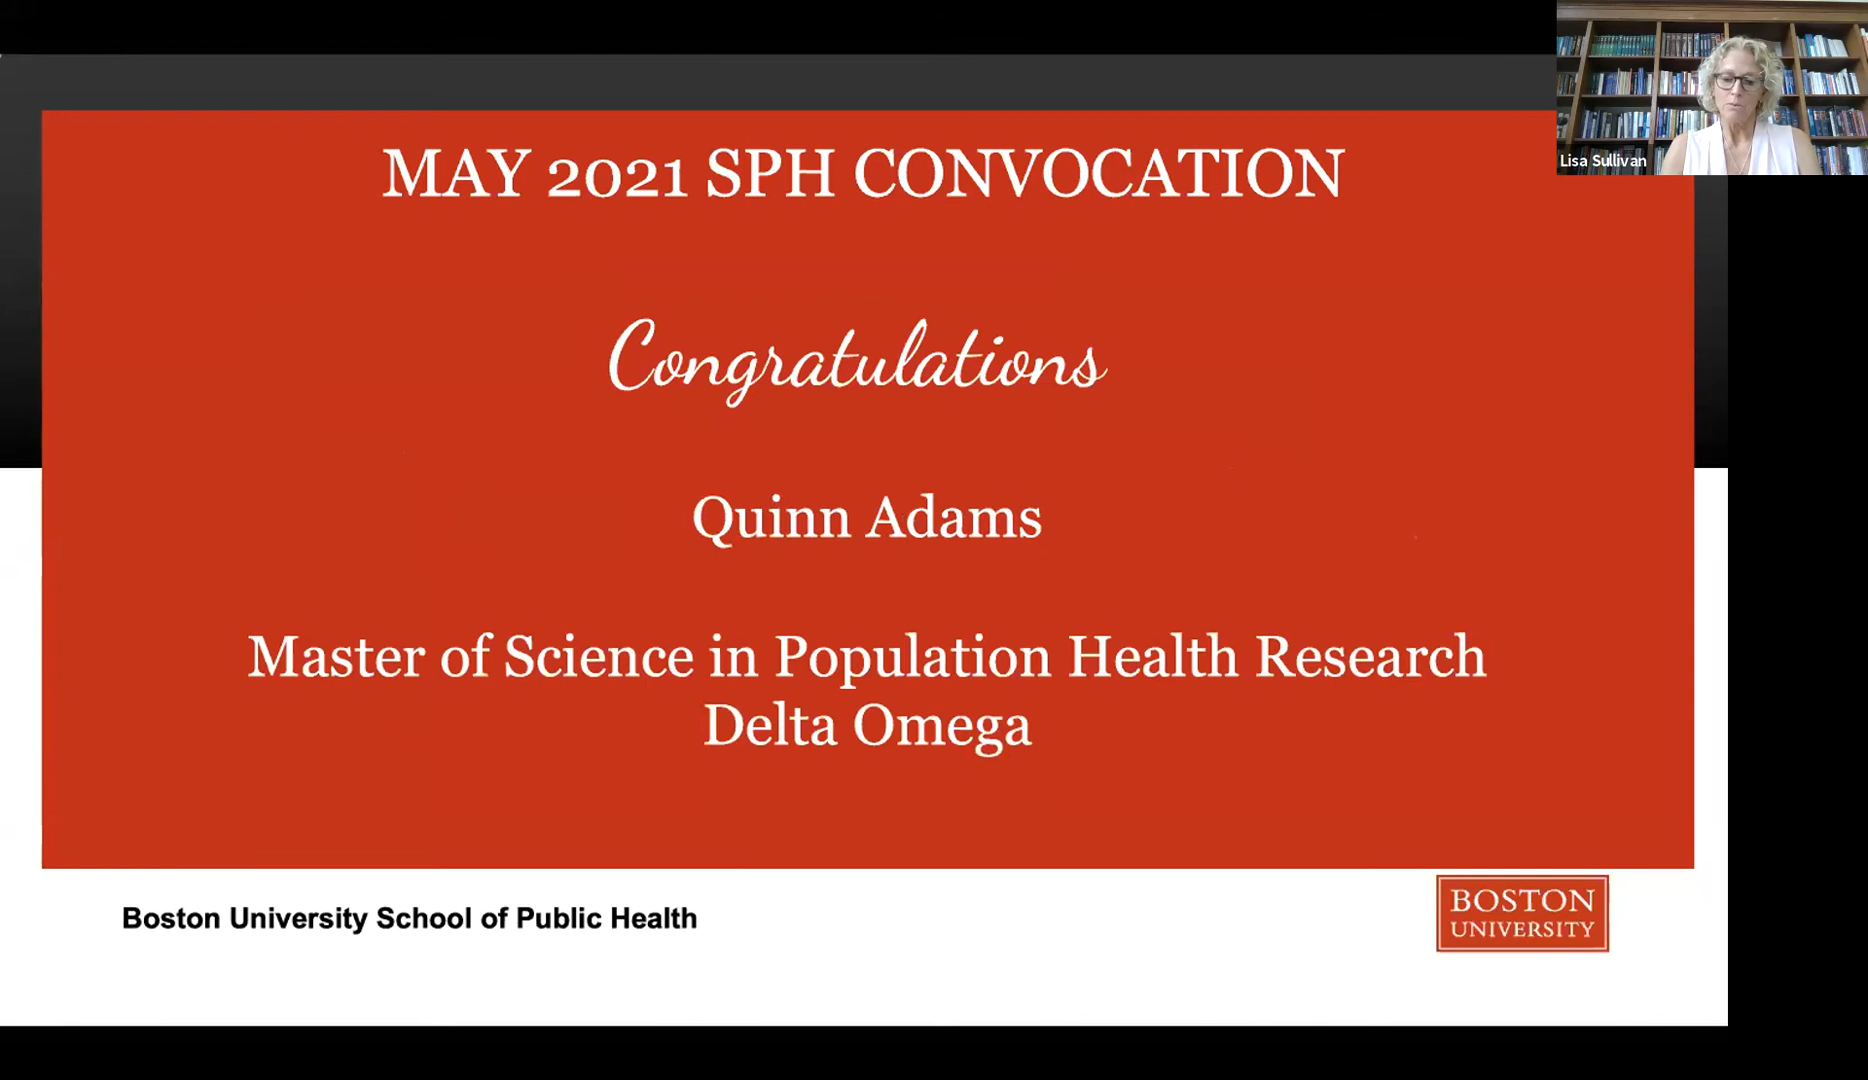 MAY 2021 SPH CONVOCATION
Lisa Sullivan
Congratulations
Quinn Adams
Master of Science in Population Health Research
Delta Omega
Boston University School of Public Health
BOSTON
UNIVERSITY